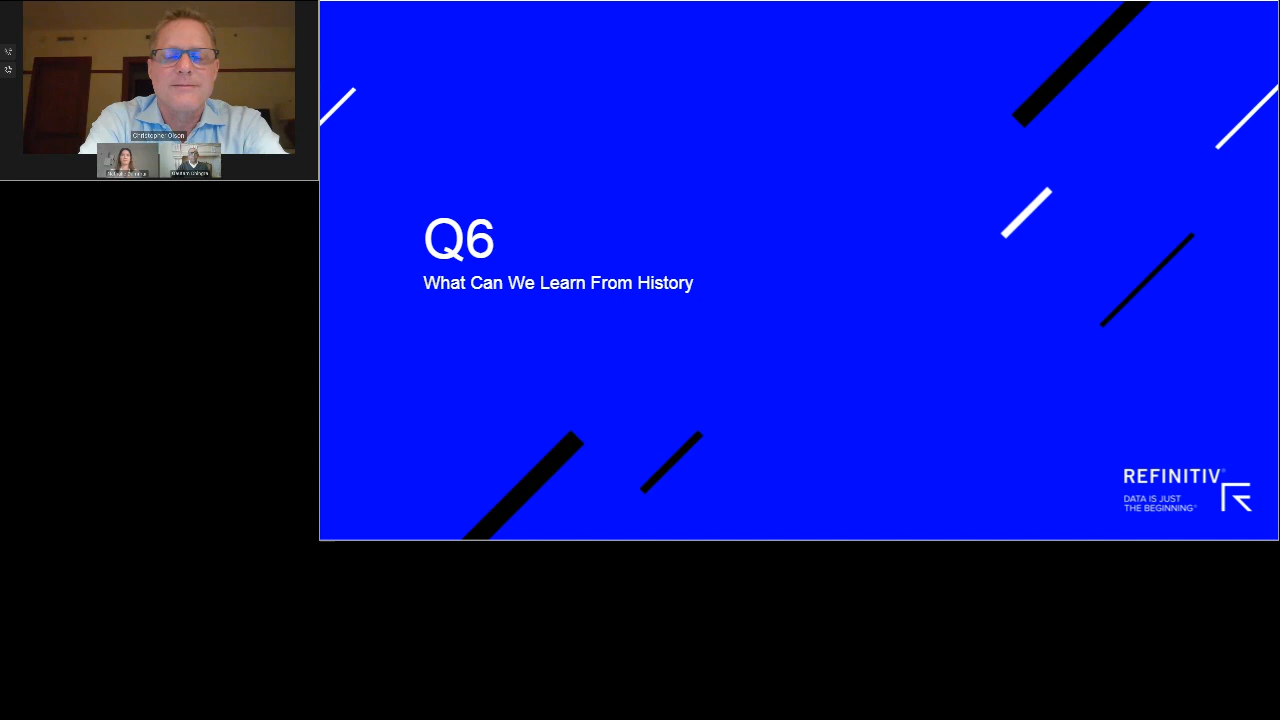 Christopher Olson
Q6
What Can We Learn From History
REFINITIV
DATA IS JUST
THE BEGINNING